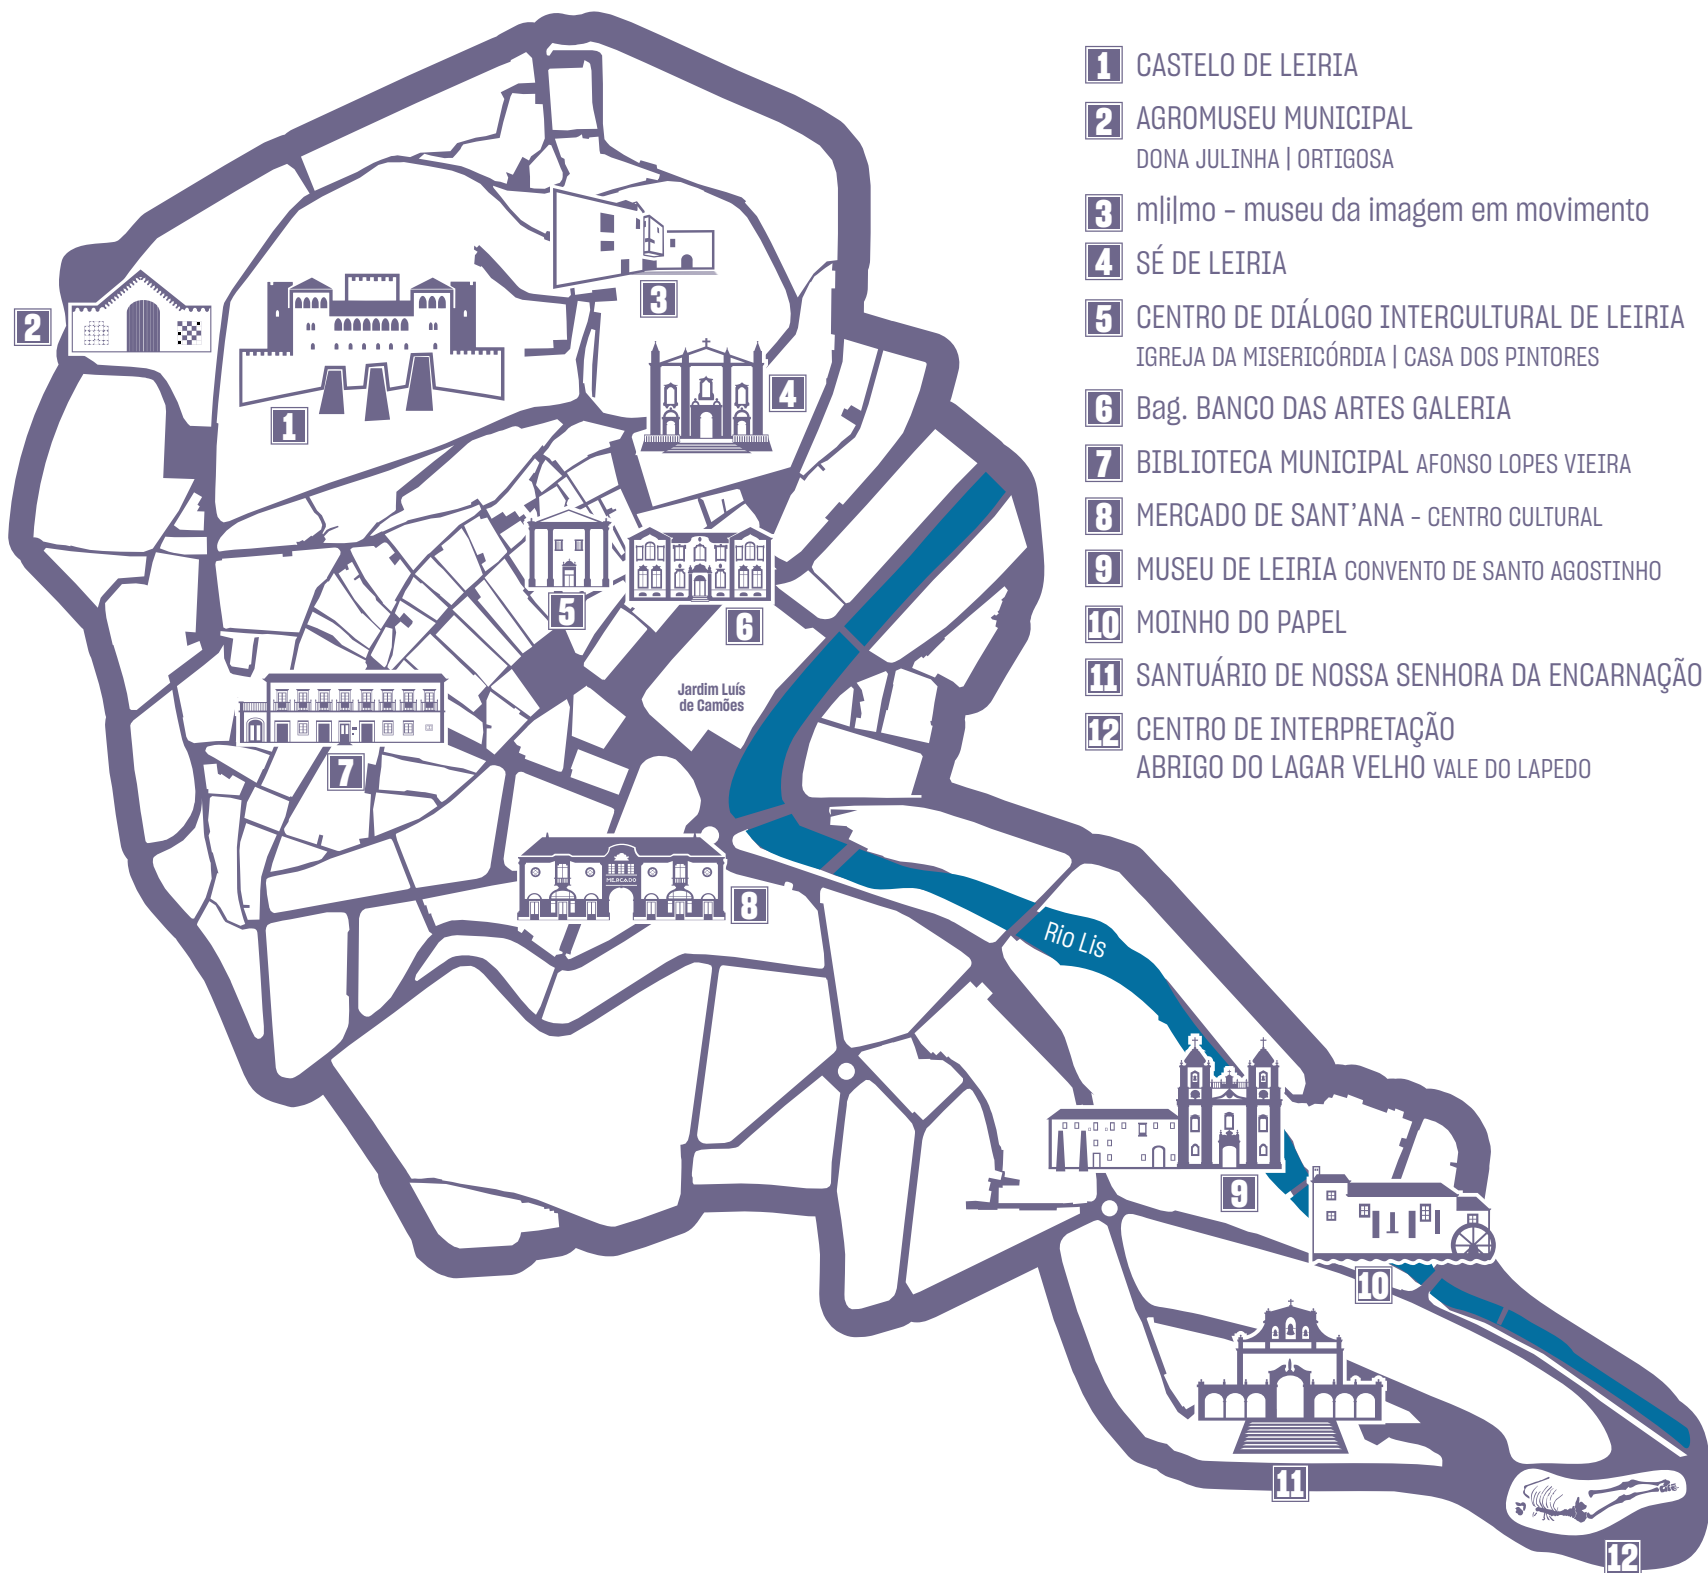 1 CASTELO DE LEIRIA
2 AGROMUSEU MUNICIPAL
DONA JULINHA | ORTIGOSA
3 m|i|mo - museu da imagem em movimento
4 SÉ DE LEIRIA
5 CENTRO DE DIÁLOGO INTERCULTURAL DE LEIRIA
IGREJA DA MISERICÓRDIA | CASA DOS PINTORES
6 Bag. BANCO DAS ARTES GALERIA
7 BIBLIOTECA MUNICIPAL AFONSO LOPES VIEIRA
8 MERCADO DE SANT'ANA - CENTRO CULTURAL
9 MUSEU DE LEIRIA CONVENTO DE SANTO AGOSTINHO
10 MOINHO DO PAPEL
11 SANTUÁRIO DE NOSSA SENHORA DA ENCARNAÇÃO
12 CENTRO DE INTERPRETAÇÃO
ABRIGO DO LAGAR VELHO VALE DO LAPEDO
3
2
4
1
5
6
Jardim Luís
de Camões
7
MERCADO
8
Rio Lis
9
10
11
12